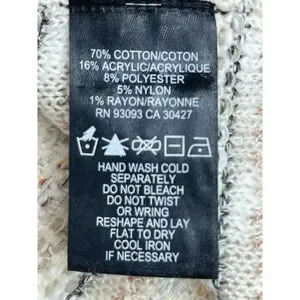 70% COTTON/COTON
16% ACRYLIC/ACRYLIQUE
8% POLYESTER
5% NYLON
1% RAYON/RAYONNE
RN 93093 CA 30427
HAND WASH COLD
SEPARATELY
DO NOT BLEACH
DO NOT TWIST
OR WRING
RESHAPE AND LAY
FLAT TO DRY
COOL IRON
IF NECESSARY